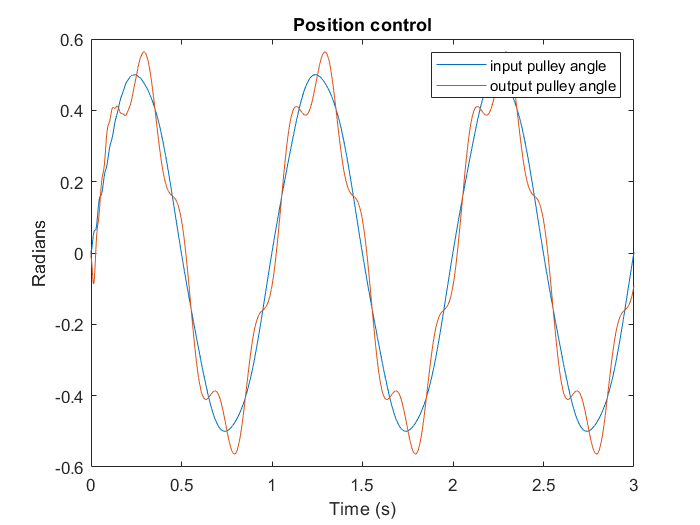 Position control
0.6
0.4
0.2
0
-0.2
-0.4
-0.6
Radians
input pulley angle
output pulley angle
0 0.5 1 1.5 2 2.5 3
Time (s)